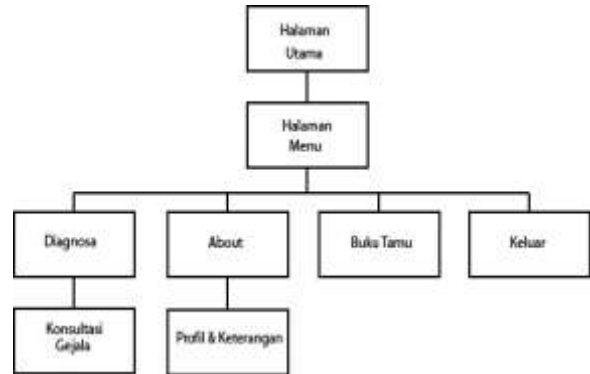 Halaman
Utama
Halaman
Menu
Diagnosa
About
Buku Tamu
Keluar
Konsultasi
Gejala
Profil & Keterangan